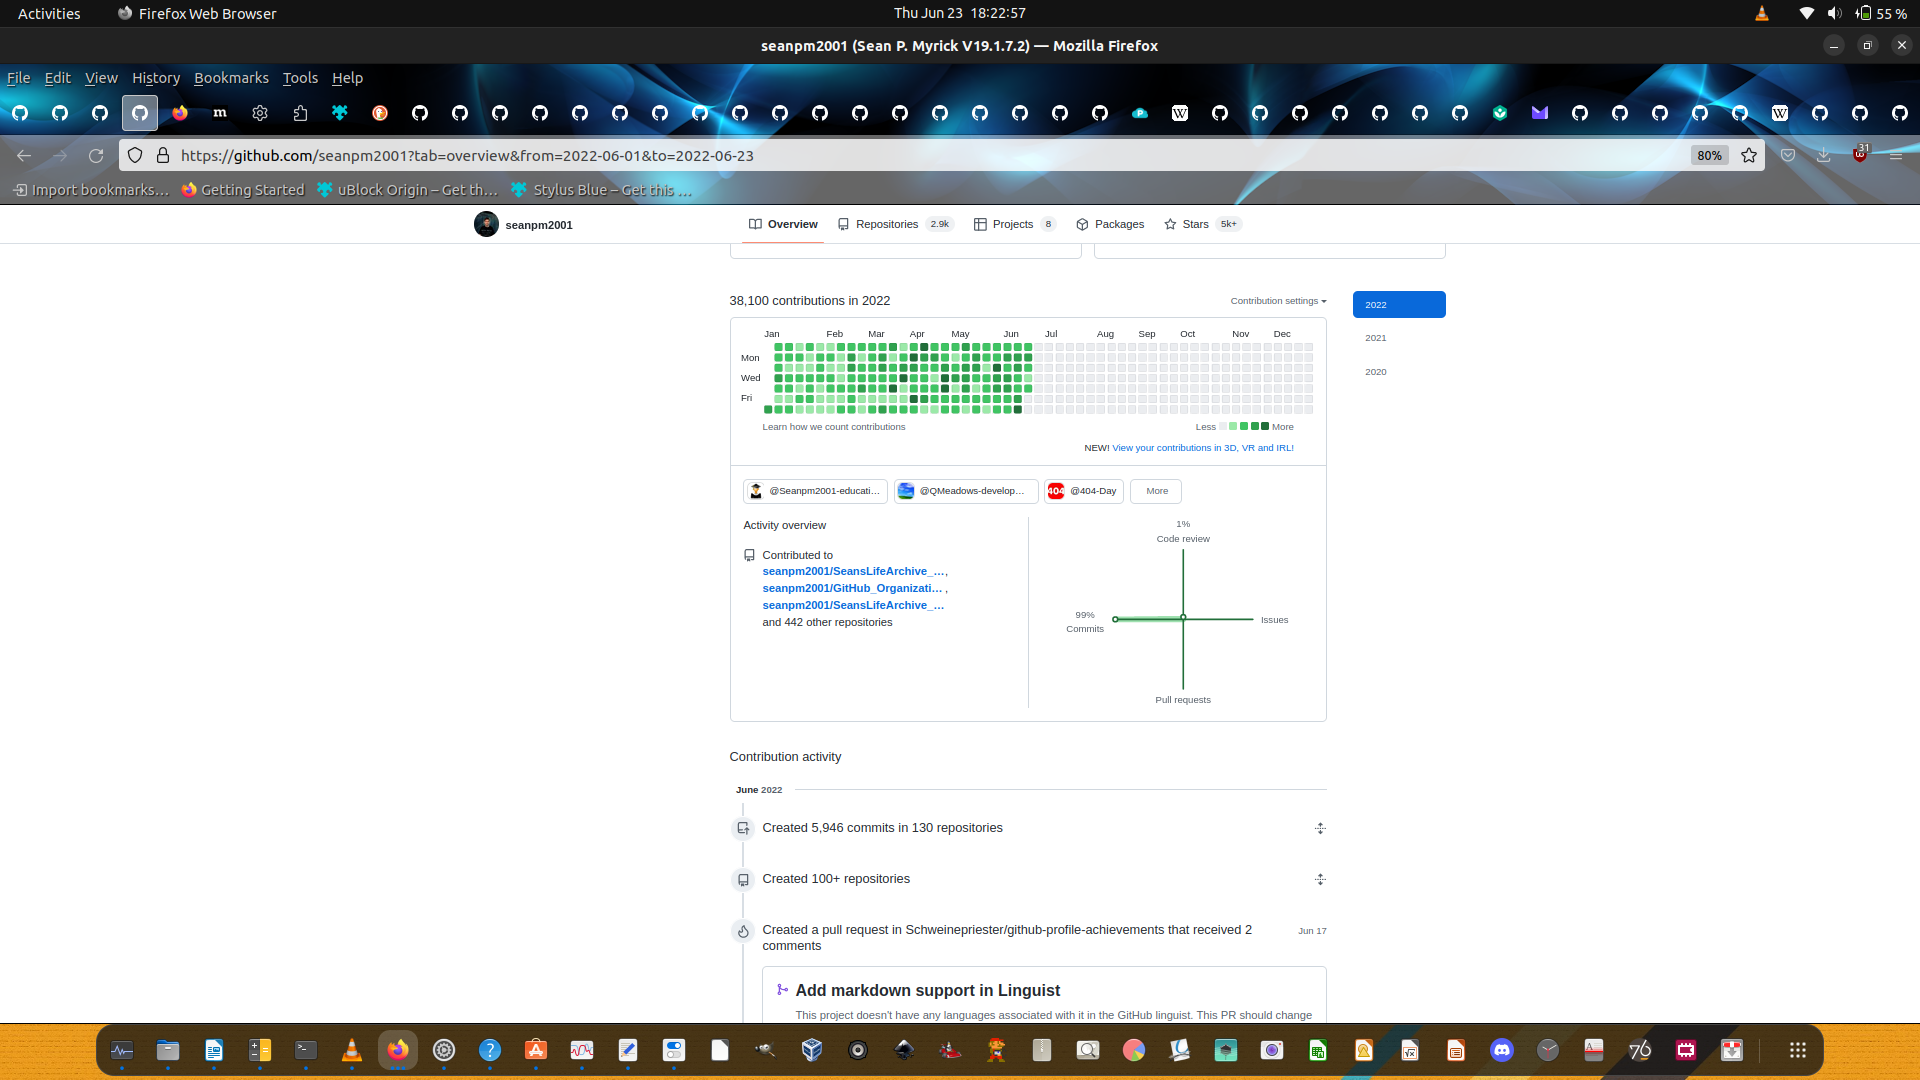 Activities Firefox Web Browser Thu Jun 23 18:22:57 55 %
seanpm2001 (Sean P. Myrick V19.1.7.2) — Mozilla Firefox
File Edit View History Bookmarks Tools Help
m P W W
https://github.com/seanpm2001?tab=overview&from=2022-06-01&to=2022-06-23 80% 31
Import bookmarks… Getting Started uBlock Origin – Get th… Stylus Blue – Get this …
seanpm2001 Overview Repositories 2.9k Projects 8 Packages Stars 5k+
38,100 contributions in 2022 Contribution settings 2022
Jan Feb Mar Apr May Jun Jul Aug Sep Oct Nov Dec
2021
Mon
2020
Wed
Fri
Learn how we count contributions Less More
NEW! View your contributions in 3D, VR and IRL!
@Seanpm2001-educati… @QMeadows-develop… 404 @404-Day More
Activity overview 1%
Code review
Contributed to
seanpm2001/SeansLifeArchive_… ,
seanpm2001/GitHub_Organizati… ,
seanpm2001/SeansLifeArchive_…
and 442 other repositories
99%
Commits Issues
Pull requests
Contribution activity
June 2022
Created 5,946 commits in 130 repositories
Created 100+ repositories
Created a pull request in Schweinepriester/github-profile-achievements that received 2 Jun 17
comments
Add markdown support in Linguist
This project doesn't have any languages associated with it in the GitHub linguist. This PR should change
76